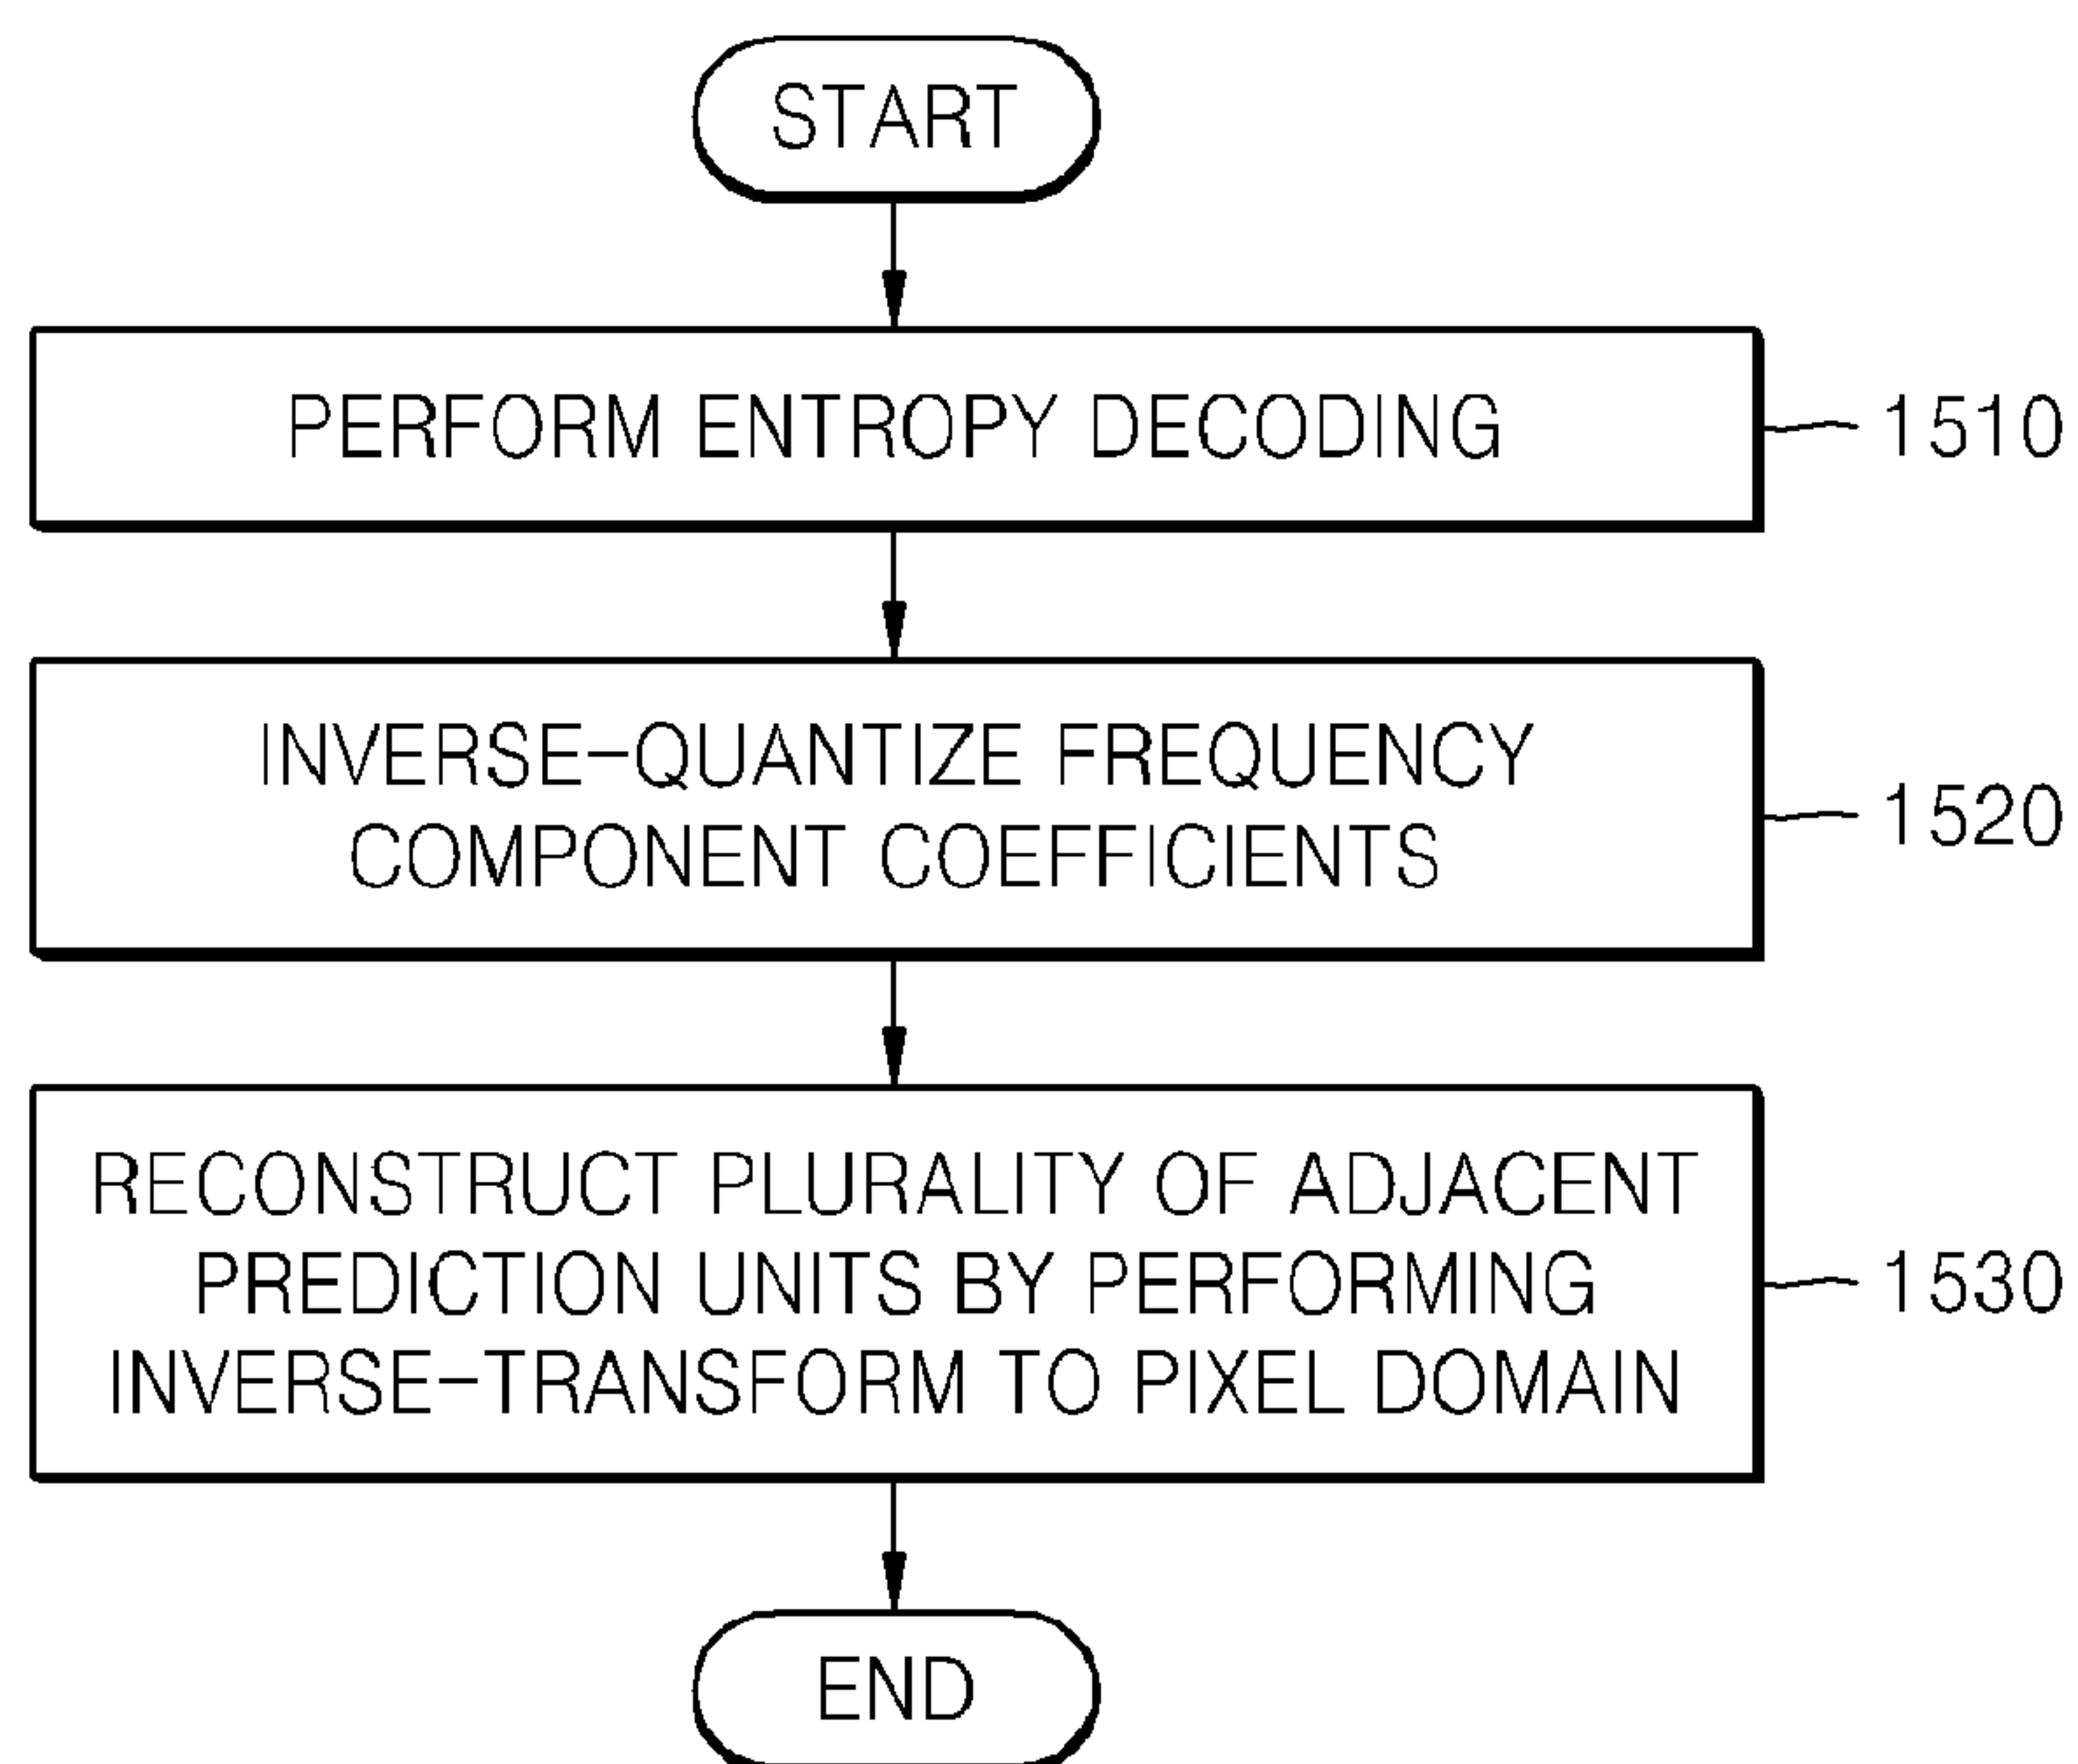 START
PERFORM ENTROPY DECODING
1510
INVERSE-QUANTIZE FREQUENCY
COMPONENT COEFFICIENTS
1520
RECONSTRUCT PLURALITY OF ADJACENT
PREDICTION UNITS BY PERFORMING
INVERSE-TRANSFORM TO PIXEL DOMAIN
1530
END